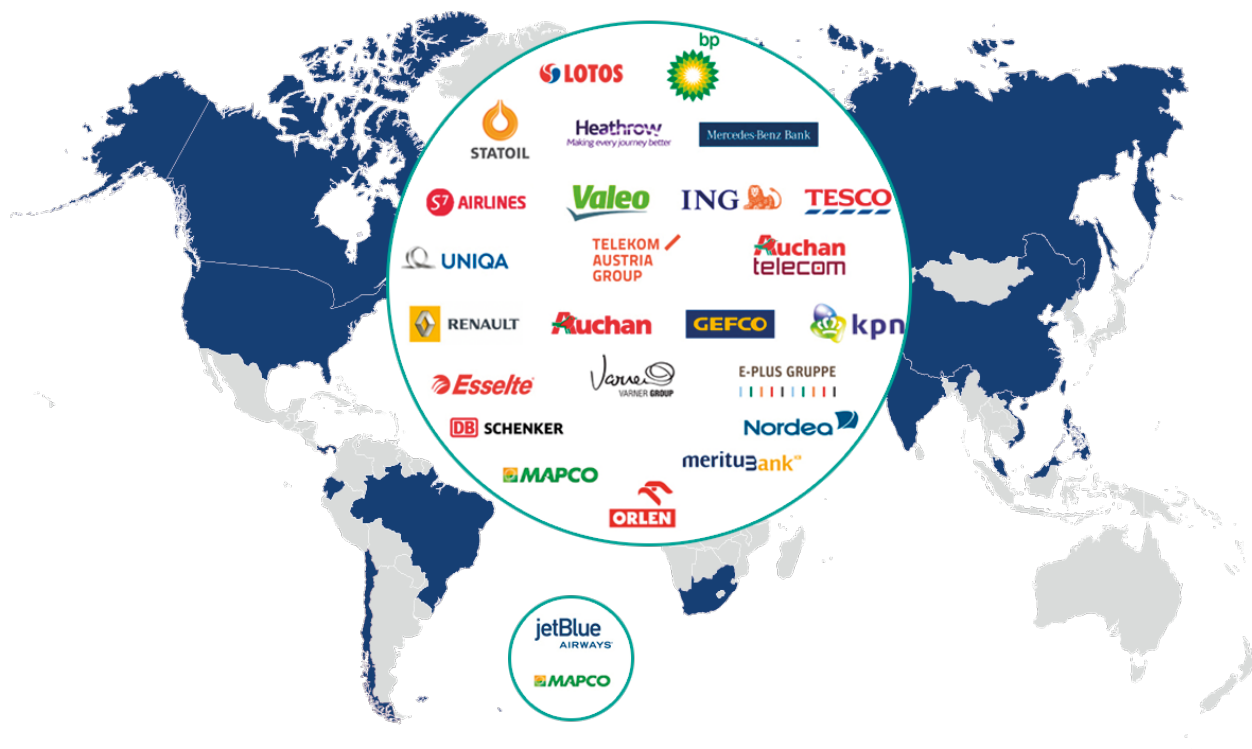 bp
LOTOS
STATOIL
Heathrow
Making every journey better
Mercedes-Benz Bank
S7 AIRLINES
Valeo
ING
TESCO
UNIQA
TELEKOM
AUSTRIA
GROUP
Auchan
telecom
RENAULT
Auchan
GEFCO
kpn
Esselte
Varner
VARNER GROUP
E-PLUS GRUPPE
DB SCHENKER
Nordea
MAPCO
merituBank
ORLEN
jetBlue
AIRWAYS
MAPCO